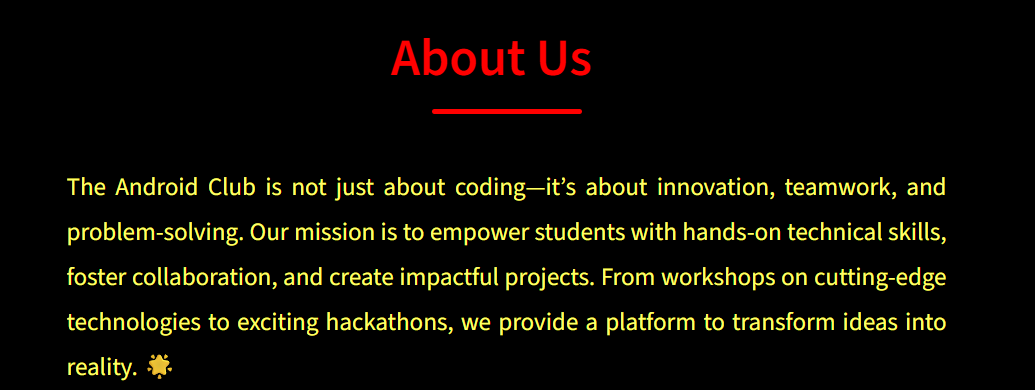 About Us
The Android Club is not just about coding—it’s about innovation, teamwork, and
problem-solving. Our mission is to empower students with hands-on technical skills,
foster collaboration, and create impactful projects. From workshops on cutting-edge
technologies to exciting hackathons, we provide a platform to transform ideas into
reality. 🌟